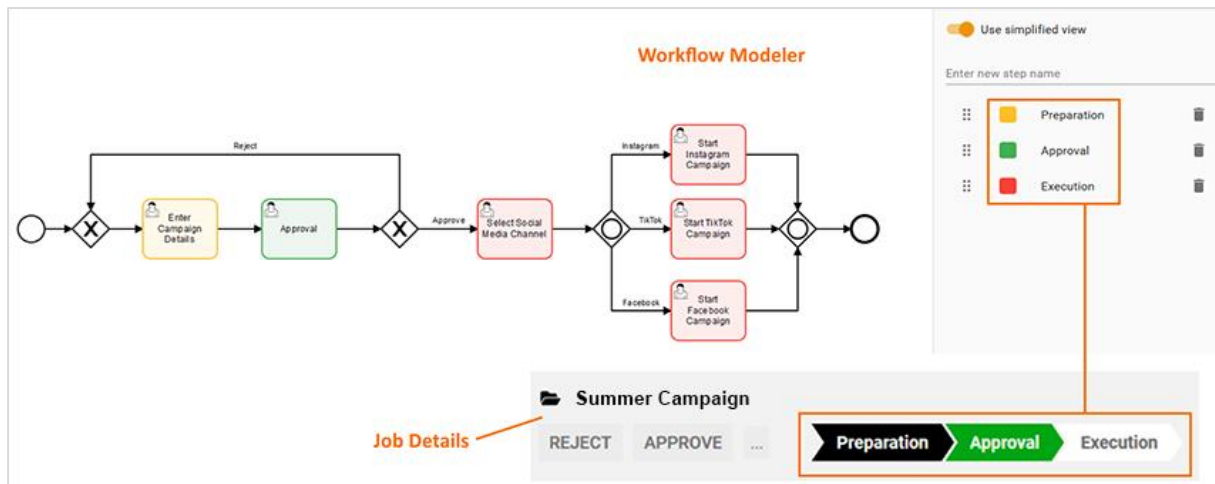 Workflow Modeler
Use simplified view
Enter new step name
Preparation
Approval
Execution
Reject
Enter
Campaign
Details
Approval
Approve
Select Social
Media Channel
Instagram
Start
Instagram
Campaign
TikTok
Start TikTok
Campaign
Facebook
Start
Facebook
Campaign
Summer Campaign
Job Details
REJECT
APPROVE
...
Preparation
Approval
Execution